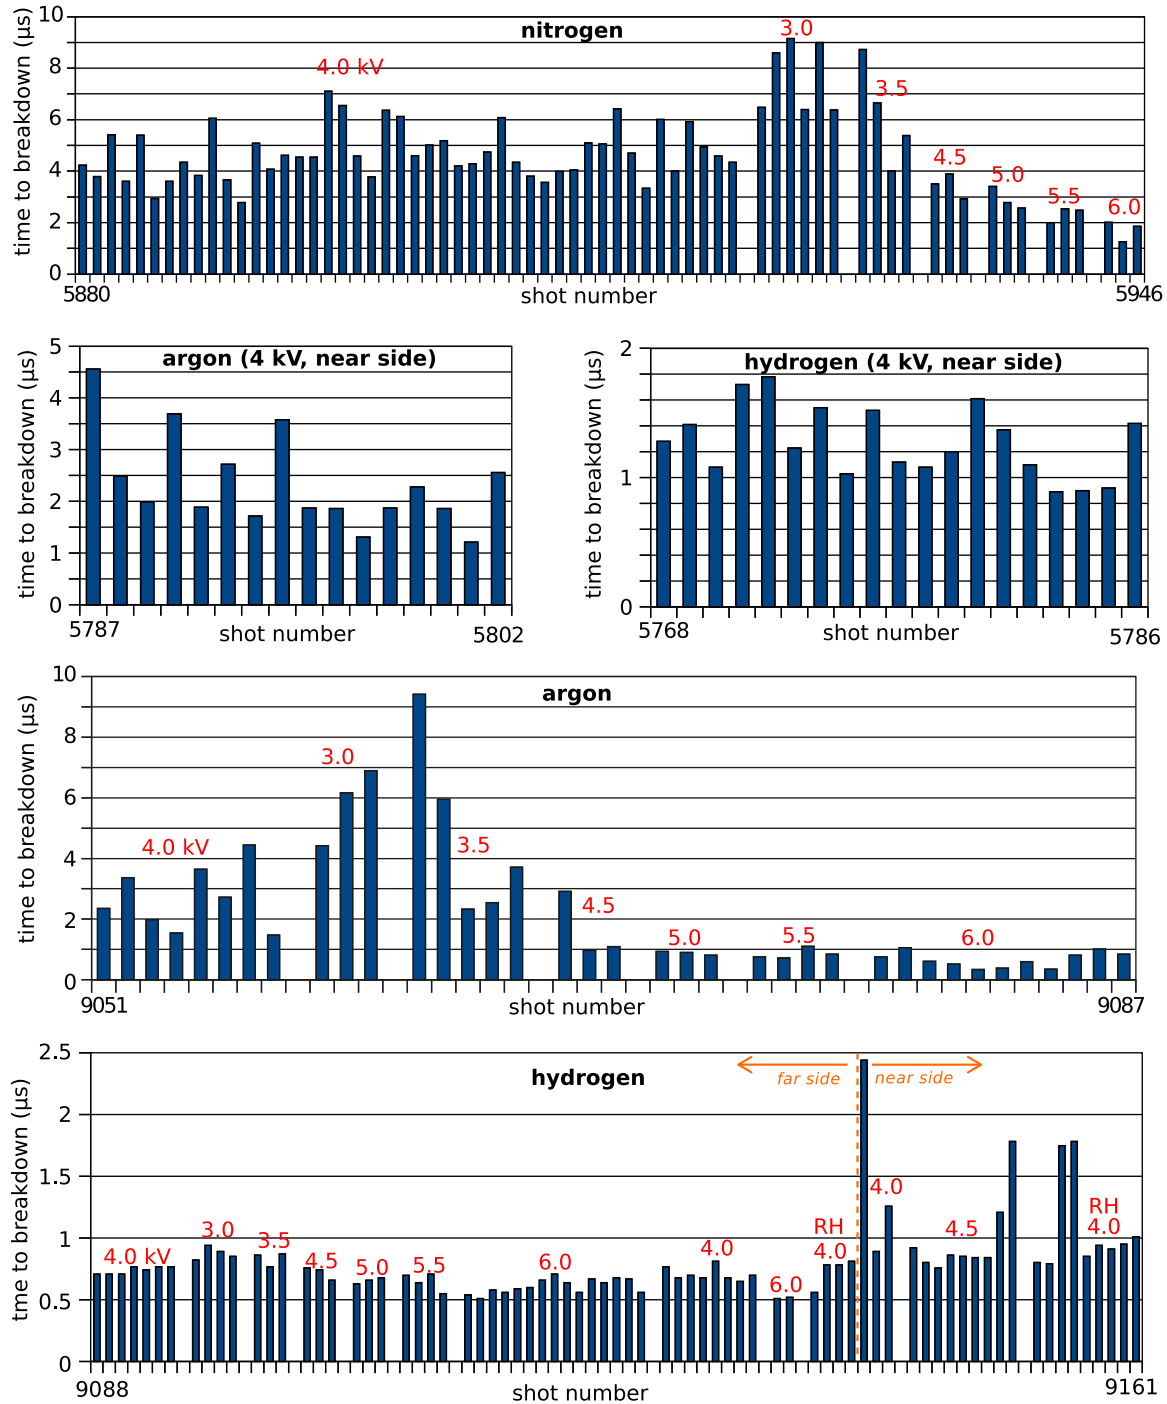 nitrogen
time to breakdown (µs)
10
8
6
4
2
0
4.0 kV
3.0
3.5
4.5
5.0
5.5
6.0
5880
shot number
5946
argon (4 kV, near side)
time to breakdown (µs)
5
4
3
2
1
0
5787
shot number
5802
hydrogen (4 kV, near side)
time to breakdown (µs)
2
1
0
5768
shot number
5786
argon
time to breakdown (µs)
10
8
6
4
2
0
4.0 kV
3.0
3.5
4.5
5.0
5.5
6.0
9051
shot number
9087
hydrogen
tme to breakdown (µs)
2.5
2
1.5
1
0.5
0
far side
near side
4.0 kV
3.0
3.5
4.5
5.0
5.5
6.0
4.0
6.0
RH
4.0
4.0
4.5
RH
4.0
9088
shot number
9161